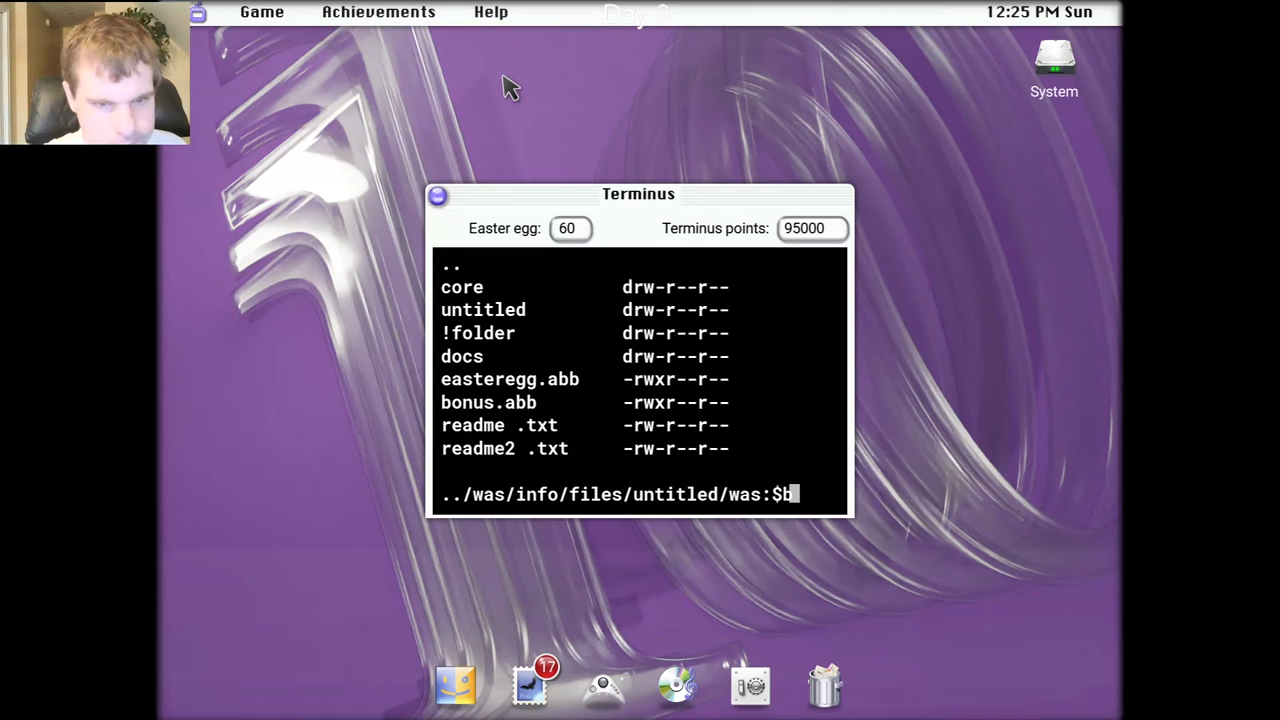 Game Achievements Help Day 3 12:25 PM Sun
System
Terminus
Easter egg: 60 Terminus points: 95000
..
core drw-r--r--
untitled drw-r--r--
!folder drw-r--r--
docs drw-r--r--
easteregg.abb -rwxr--r--
bonus.abb -rwxr--r--
readme .txt -rw-r--r--
readme2 .txt -rw-r--r--
../was/info/files/untitled/was:$b
17